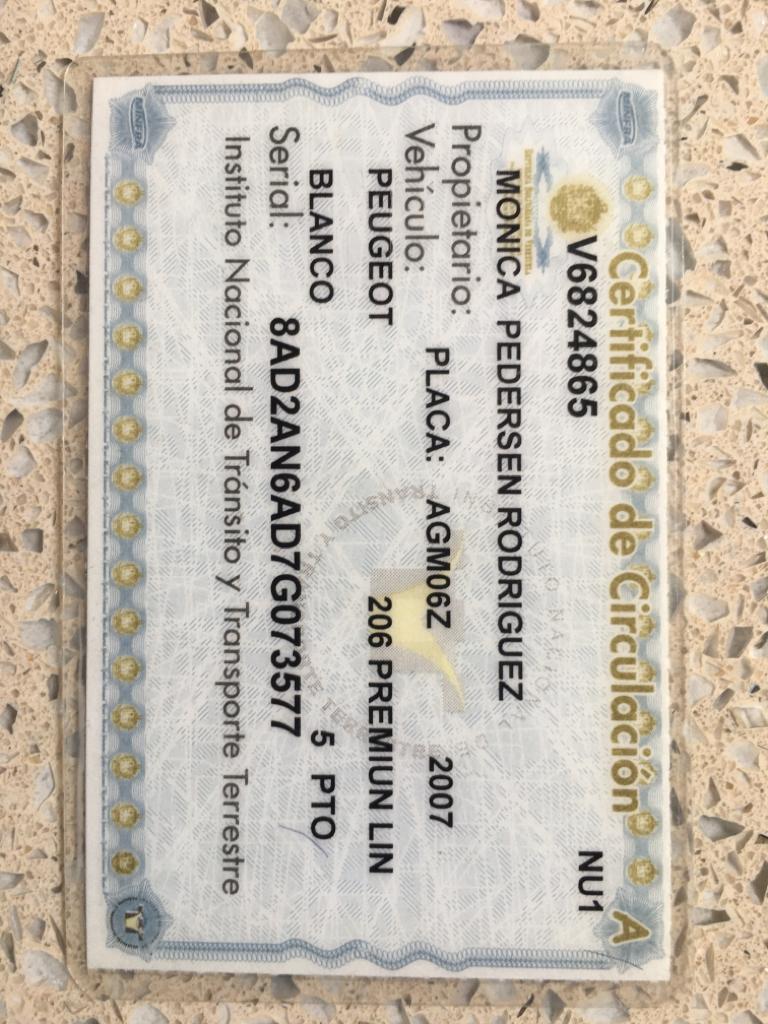 Certificado de Circulación A
V6824865 NU1
MONICA PEDERSEN RODRIGUEZ
Propietario:
Vehículo: PLACA: AGM06Z 2007
PEUGEOT 206 PREMIUN LIN
BLANCO 5 PTO
Serial: 8AD2AN6AD7G073577
Instituto Nacional de Tránsito y Transporte Terrestre